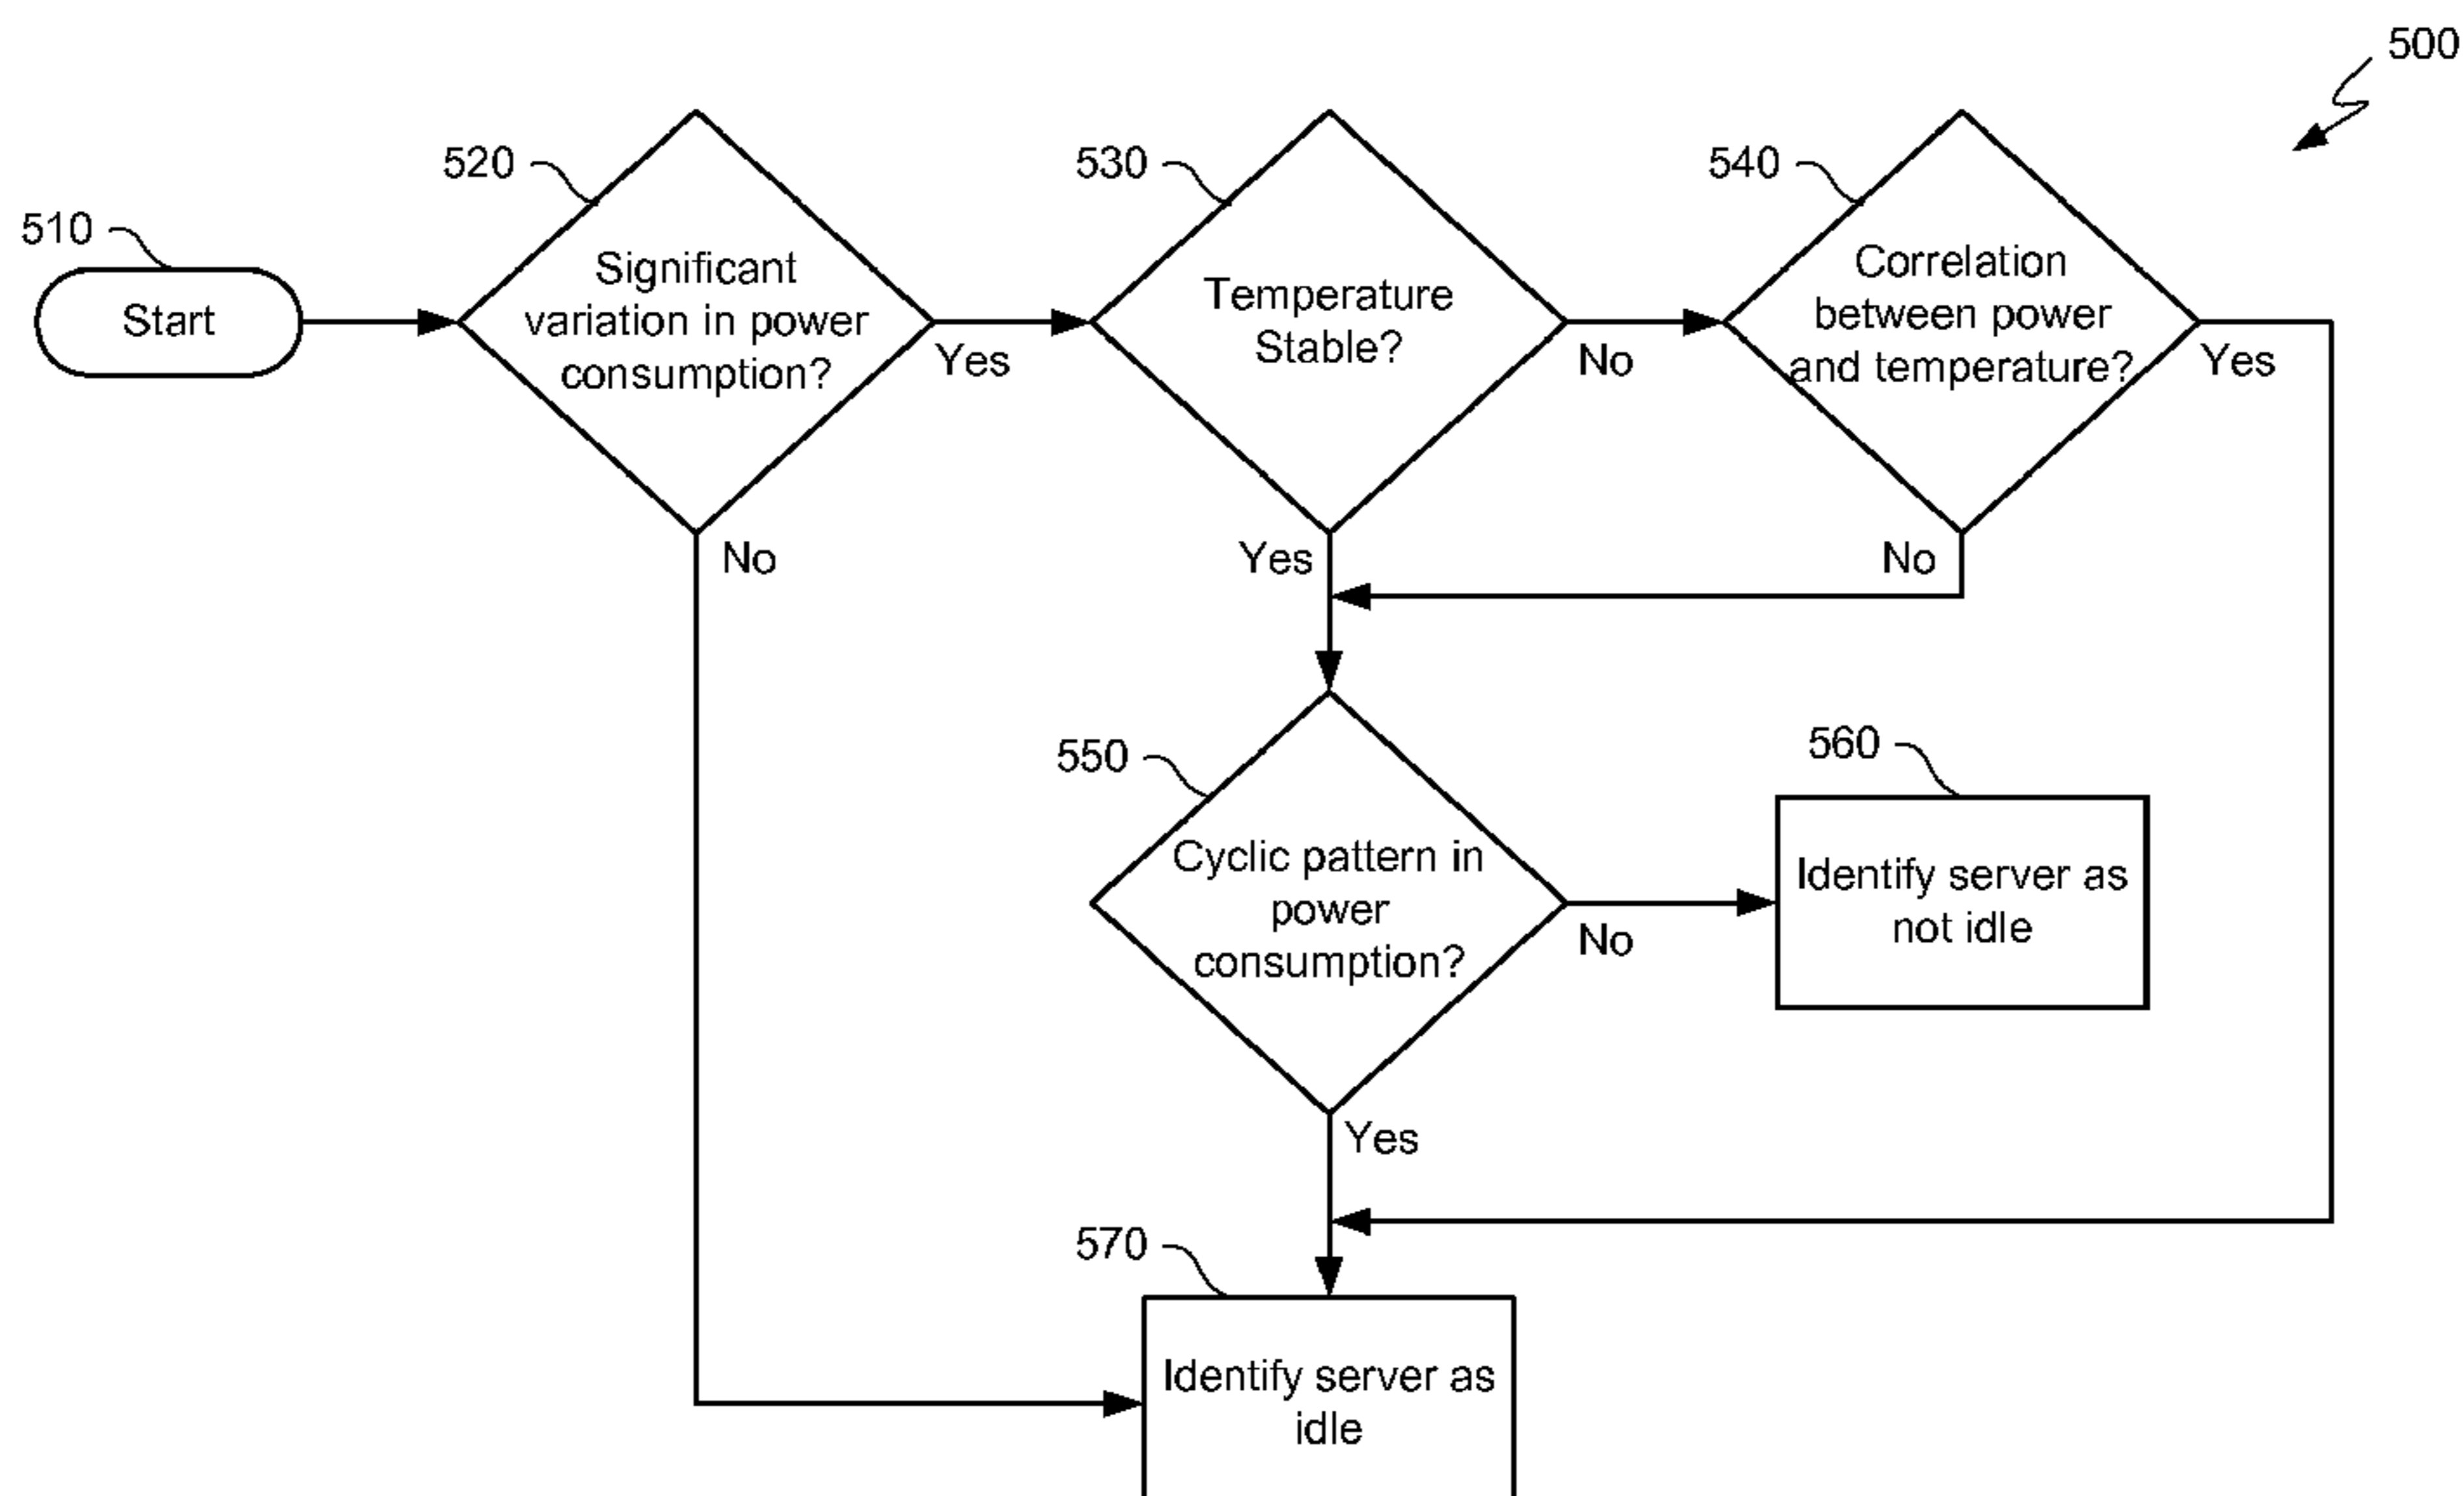 500
510
Start
520
Significant
variation in power
consumption?
Yes
No
530
Temperature
Stable?
No
Yes
540
Correlation
between power
and temperature?
Yes
No
550
Cyclic pattern in
power
consumption?
No
Yes
560
Identify server as
not idle
570
Identify server as
idle